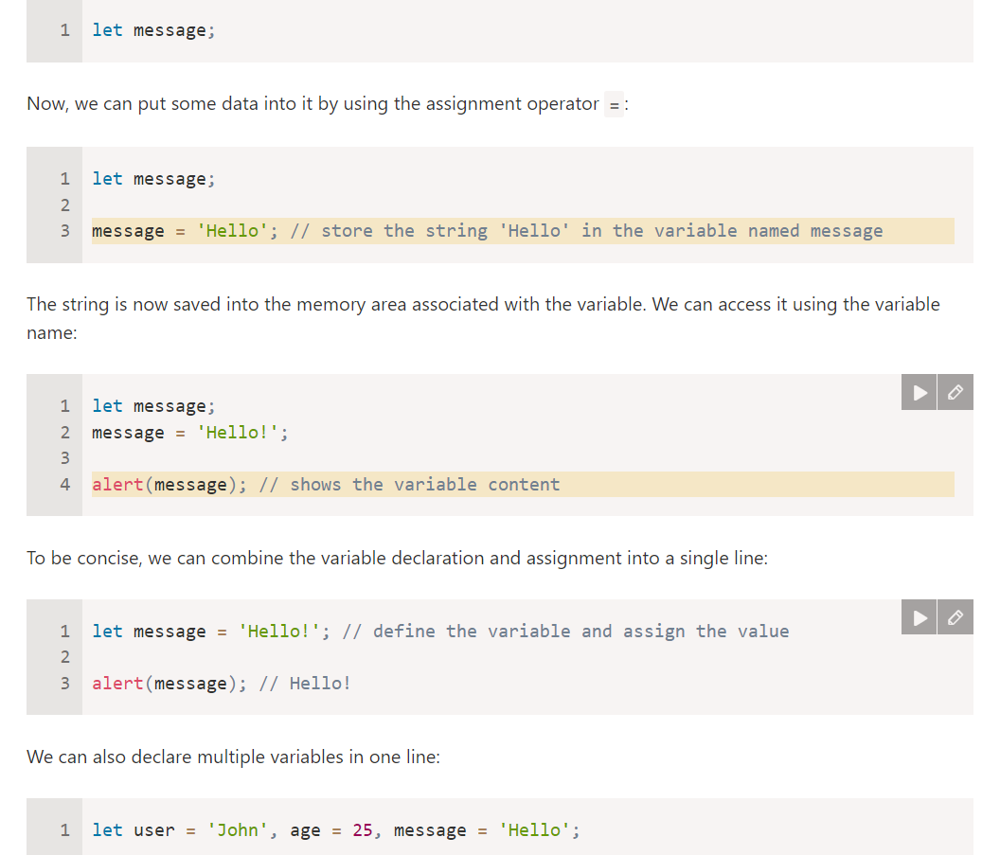 1 let message;
Now, we can put some data into it by using the assignment operator =:
1 let message;
2
3 message = 'Hello'; // store the string 'Hello' in the variable named message
The string is now saved into the memory area associated with the variable. We can access it using the variable
name:
1 let message;
2 message = 'Hello!';
3
4 alert(message); // shows the variable content
To be concise, we can combine the variable declaration and assignment into a single line:
1 let message = 'Hello!'; // define the variable and assign the value
2
3 alert(message); // Hello!
We can also declare multiple variables in one line:
1 let user = 'John', age = 25, message = 'Hello';